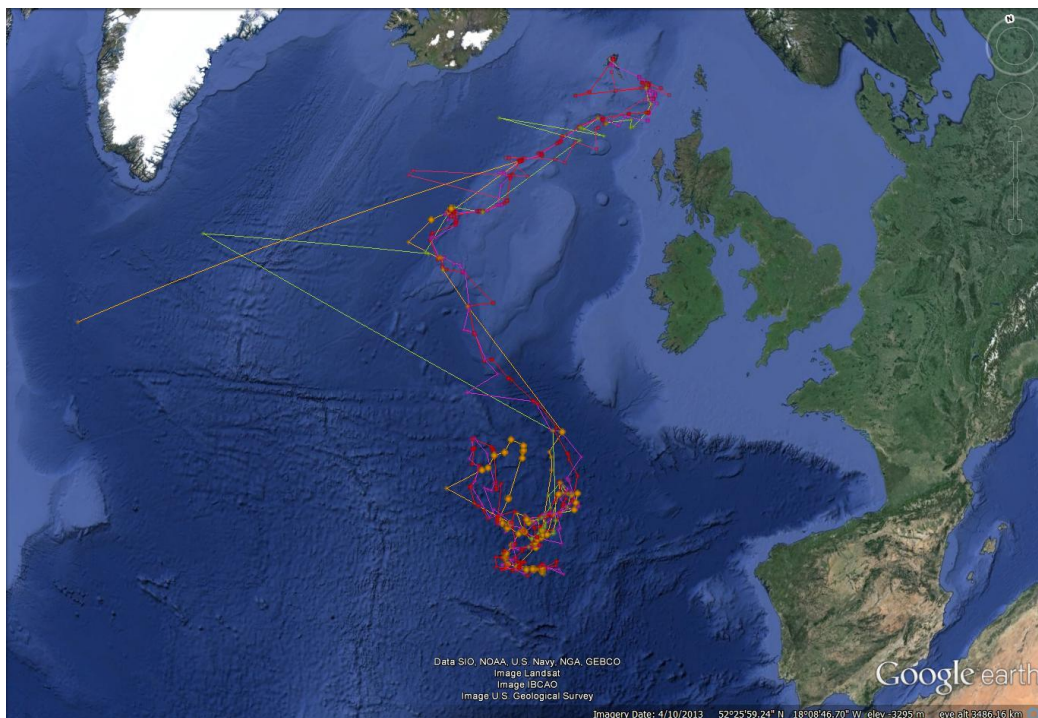 N
Data SIO, NOAA, U.S. Navy, NGA, GEBCO
Image Landsat
Image IBCAO
Image U.S. Geological Survey
Google earth
Imagery Date: 4/10/2013 52°25'59.24" N 18°08'46.70" W elev -3295 m eye alt 3486.16 km